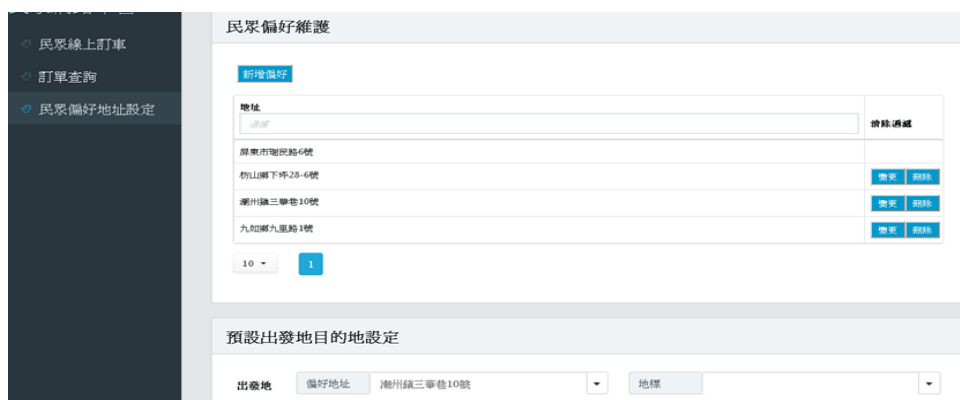 民眾偏好維護
民眾線上訂車
訂單查詢
民眾偏好地址設定
新增偏好
地址
過濾
清除過濾
屏東市瑞民路6號
枋山鄉下坪28-6號
變更 刪除
潮州鎮三華巷10號
變更 刪除
九如鄉九里路1號
變更 刪除
10
1
預設出發地目的地設定
出發地 偏好地址 潮州鎮三華巷10號 地標